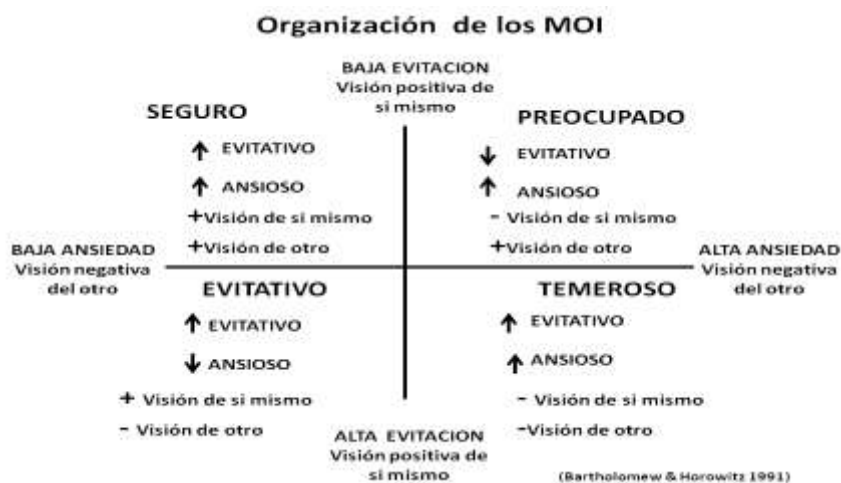 Organización de los MOI
BAJA EVITACION
Visión positiva de
si mismo
SEGURO
↑ EVITATIVO
↑ ANSIOSO
+Visión de si mismo
+Visión de otro
PREOCUPADO
↓ EVITATIVO
↑ ANSIOSO
- Visión de si mismo
+Visión de otro
BAJA ANSIEDAD
Visión negativa
del otro
ALTA ANSIEDAD
Visión negativa
del otro
EVITATIVO
↑ EVITATIVO
↓ ANSIOSO
+ Visión de si mismo
- Visión de otro
TEMEROSO
↑ EVITATIVO
↑ ANSIOSO
- Visión de si mismo
-Visión de otro
ALTA EVITACION
Visión positiva de
si mismo
(Bartholomew & Horowitz 1991)